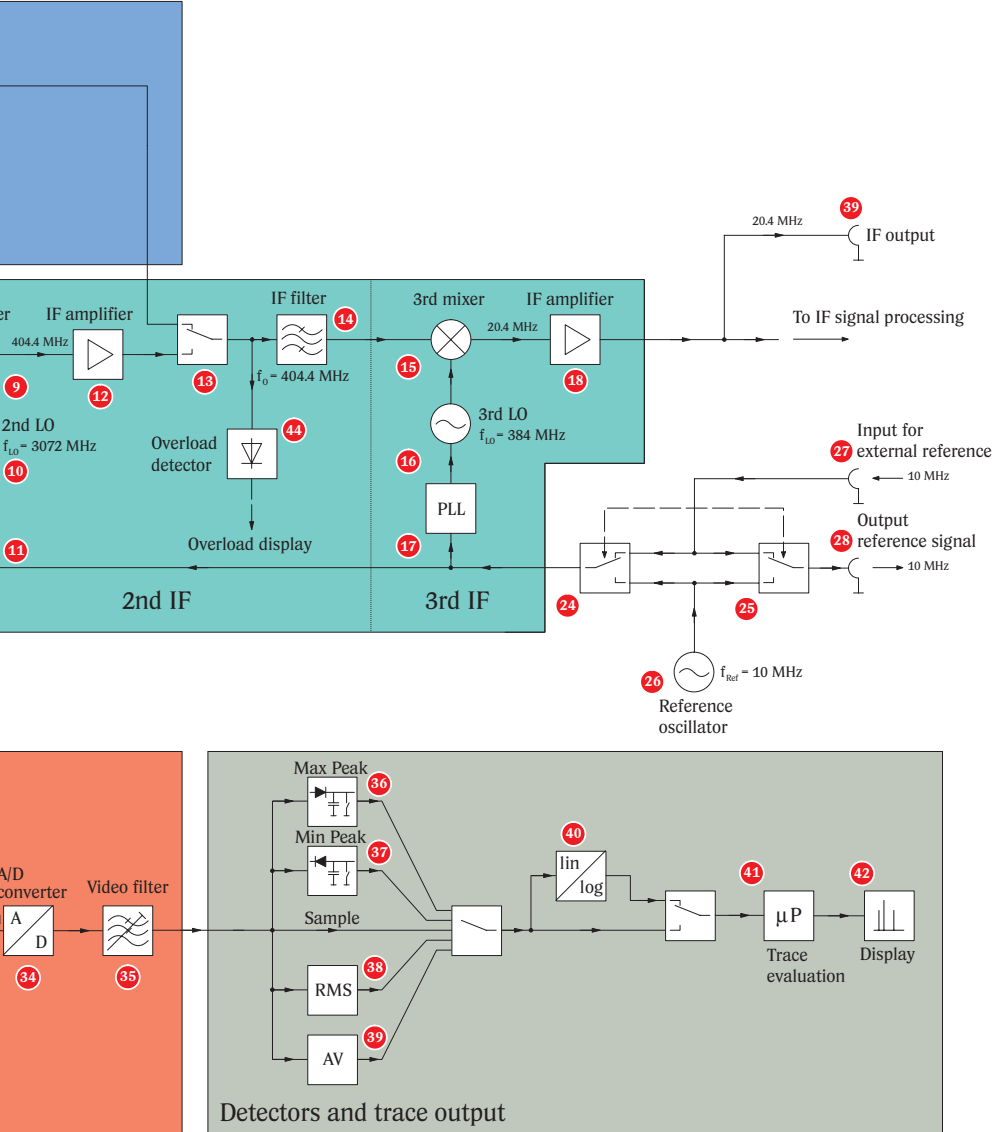 39
20.4 MHz
IF output
er
IF amplifier
IF filter
14
3rd mixer
IF amplifier
To IF signal processing
404.4 MHz
20.4 MHz
9
12
13
f₀ = 404.4 MHz
15
18
2nd LO
f_LO = 3072 MHz
10
Overload
detector
44
3rd LO
f_LO = 384 MHz
16
Input for
27 external reference
10 MHz
PLL
11
Overload display
17
Output
28 reference signal
10 MHz
2nd IF
3rd IF
24
25
26
f_Ref = 10 MHz
Reference
oscillator
Max Peak
36
Min Peak
37
40
lin
log
41
42
A/D
converter
Video filter
A
D
Sample
µP
34
35
38
RMS
Trace
evaluation
Display
39
AV
Detectors and trace output